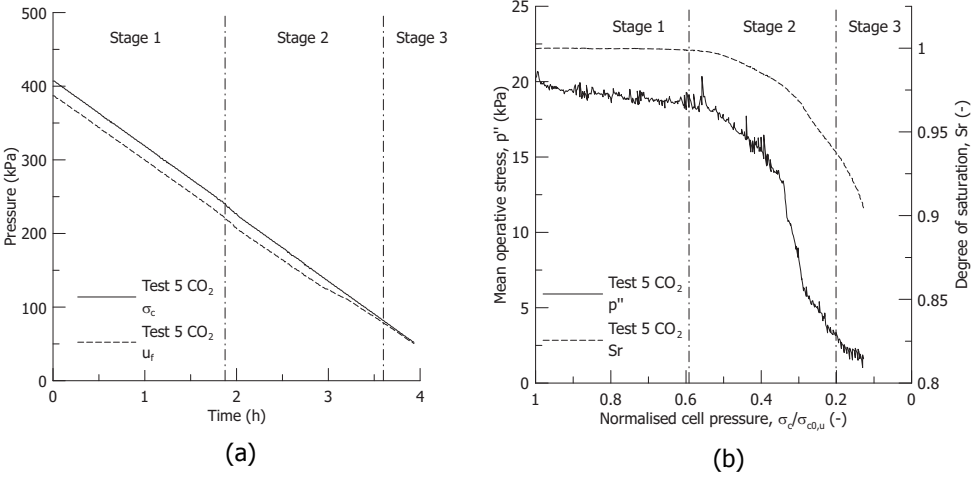 (a)
500
400
300
200
100
0
Pressure (kPa)
Stage 1
Stage 2
Stage 3
Test 5 CO₂
σc
Test 5 CO₂
uf
0
1
2
3
4
Time (h)
(a)
(b)
25
20
15
10
5
0
Mean operative stress, p'' (kPa)
Stage 1
Stage 2
Stage 3
Test 5 CO₂
p''
Test 5 CO₂
Sr
1
0.95
0.9
0.85
0.8
Degree of saturation, Sr (-)
1
0.8
0.6
0.4
0.2
0
Normalised cell pressure, σc/σc0,u (-)
(b)